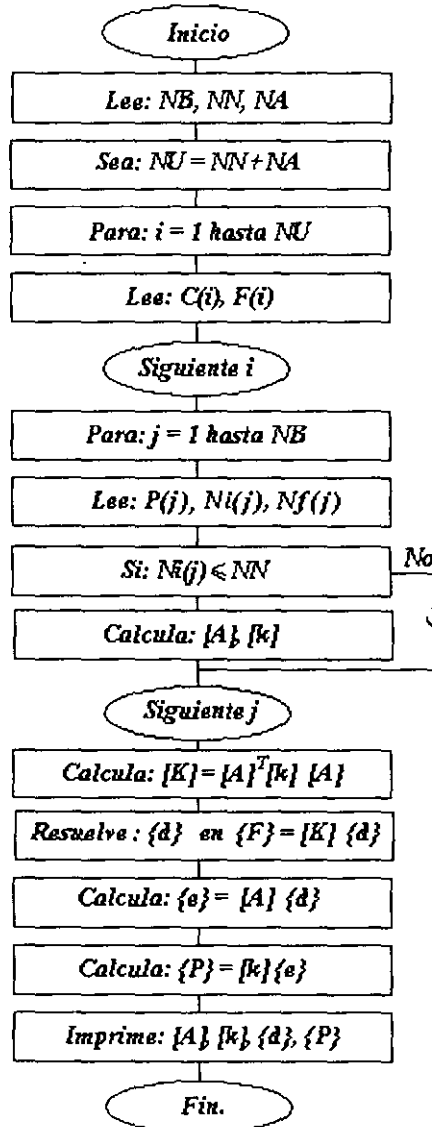 Inicio
Lee: NB, NN, NA
Sea: NU = NN+NA
Para: i = 1 hasta NU
Lee: C(i), F(i)
Siguiente i
Para: j = 1 hasta NB
Lee: P(j), Ni(j), Nf(j)
Si: Ni(j) ≤ NN
No
Calcula: [A], [k]
Siguiente j
Calcula: [K] = [A]ᵀ[k] [A]
Resuelve : {d} en {F} = [K] {d}
Calcula: {e} = [A] {d}
Calcula: {P} = [k]{e}
Imprime: [A], [k], {d}, {P}
Fin.